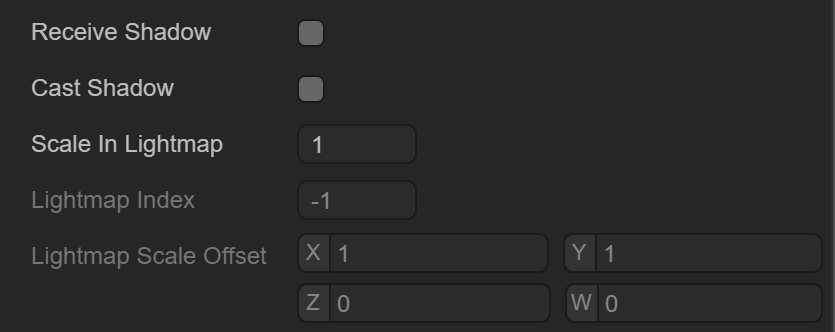 Receive Shadow
Cast Shadow
Scale In Lightmap 1
Lightmap Index -1
Lightmap Scale Offset X 1 Y 1
Z 0 W 0